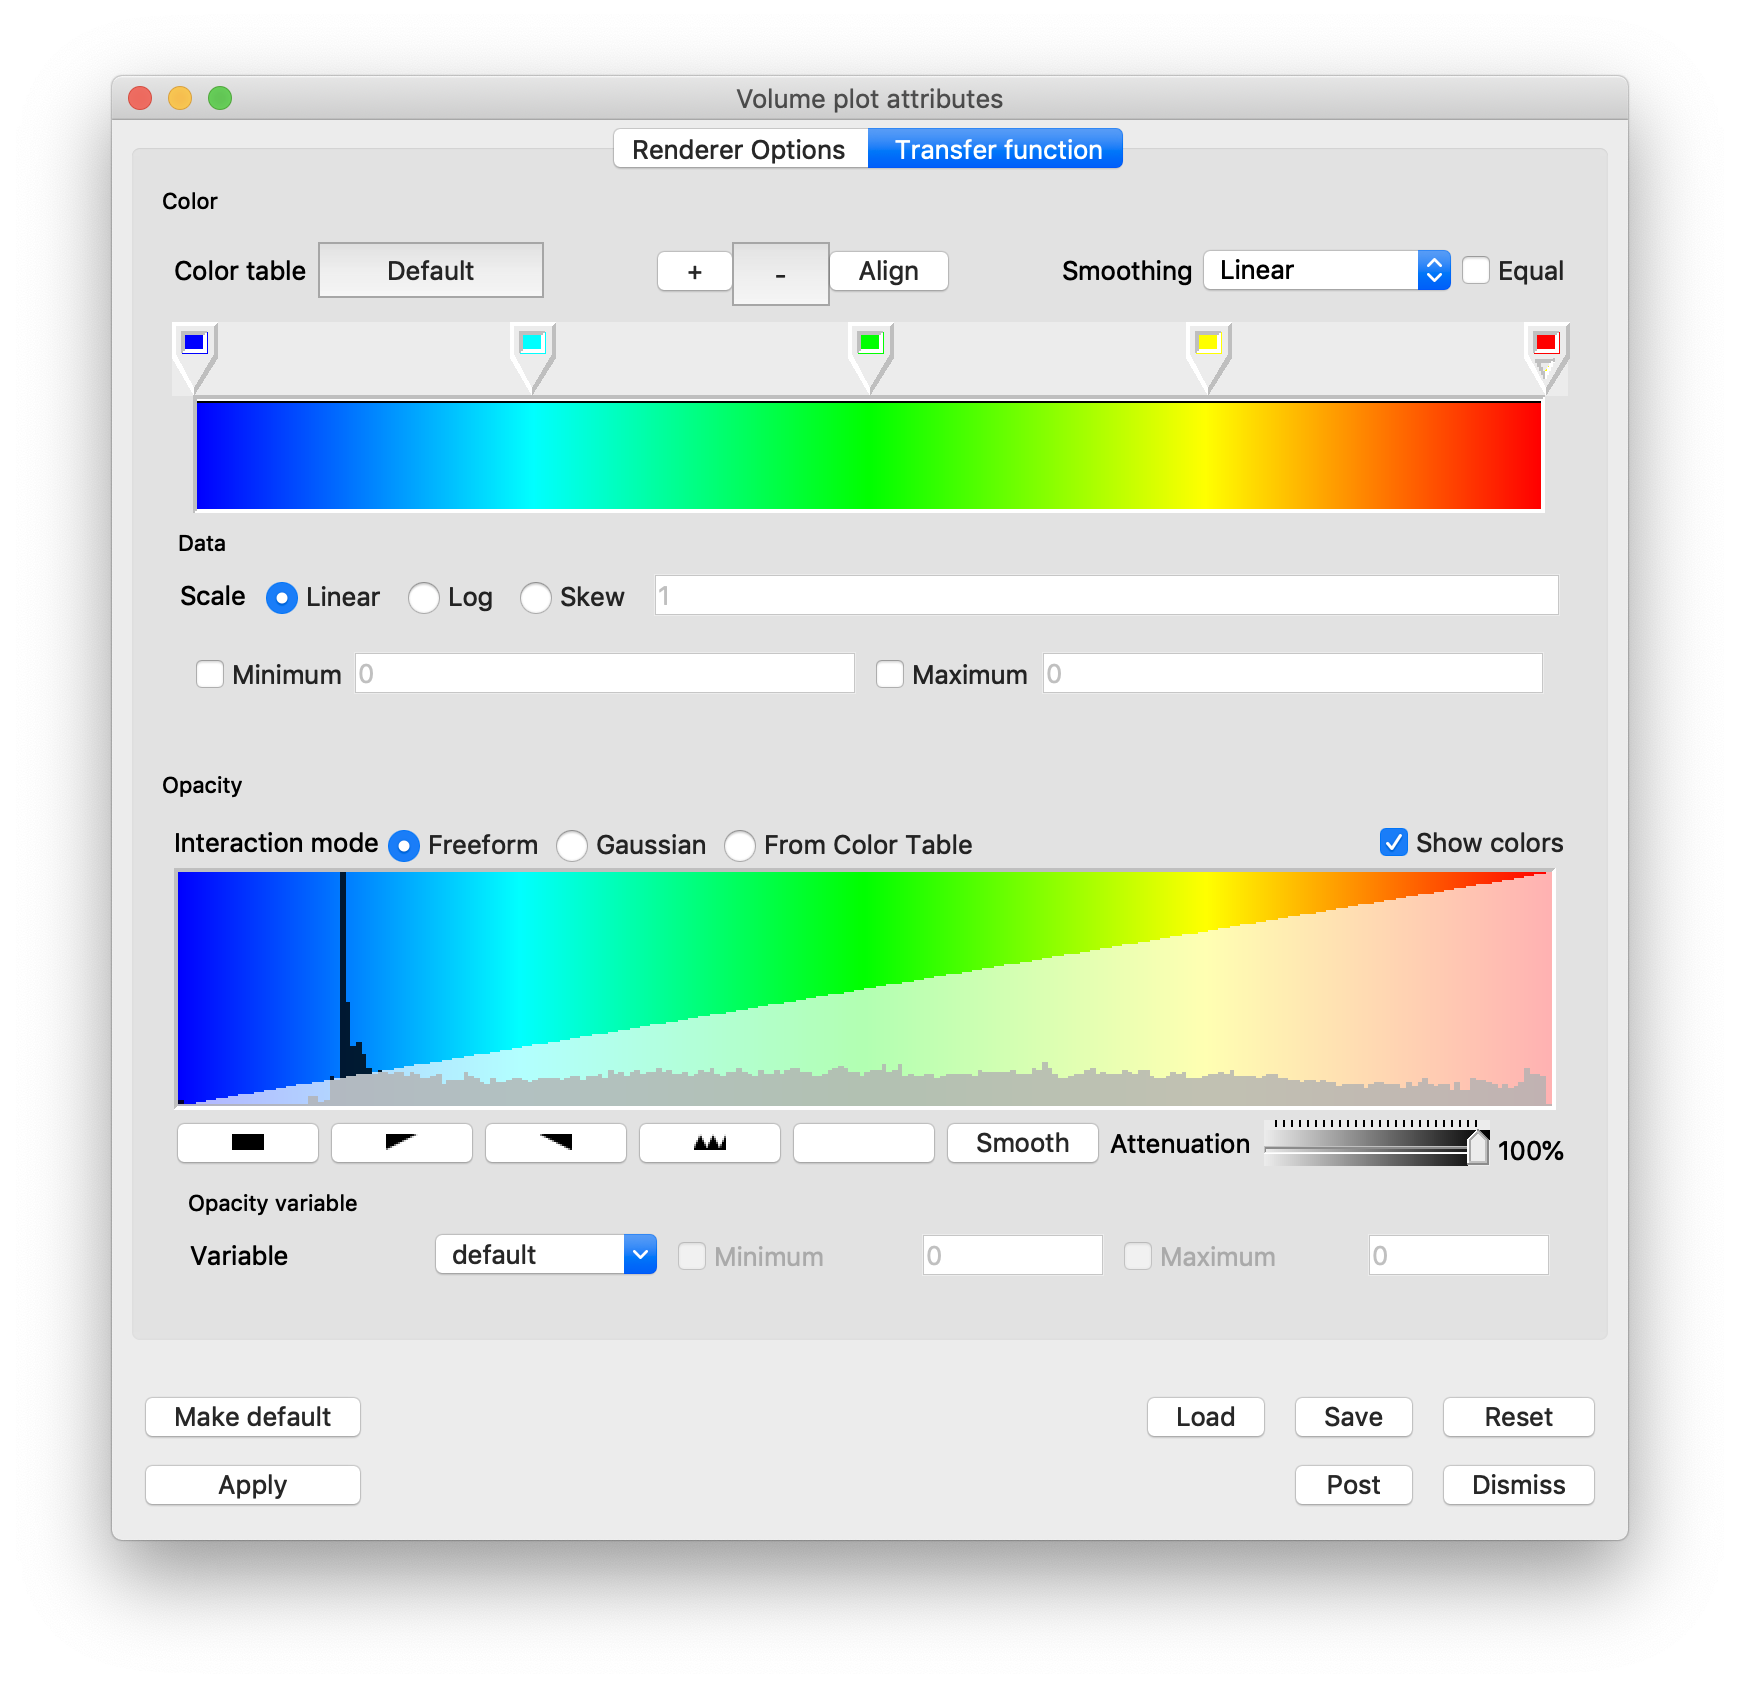 Volume plot attributes
Renderer Options Transfer function
Color
Color table Default + - Align Smoothing Linear Equal
Data
Scale Linear Log Skew 1
Minimum 0 Maximum 0
Opacity
Interaction mode Freeform Gaussian From Color Table Show colors
Smooth Attenuation 100%
Opacity variable
Variable default Minimum 0 Maximum 0
Make default Load Save Reset
Apply Post Dismiss